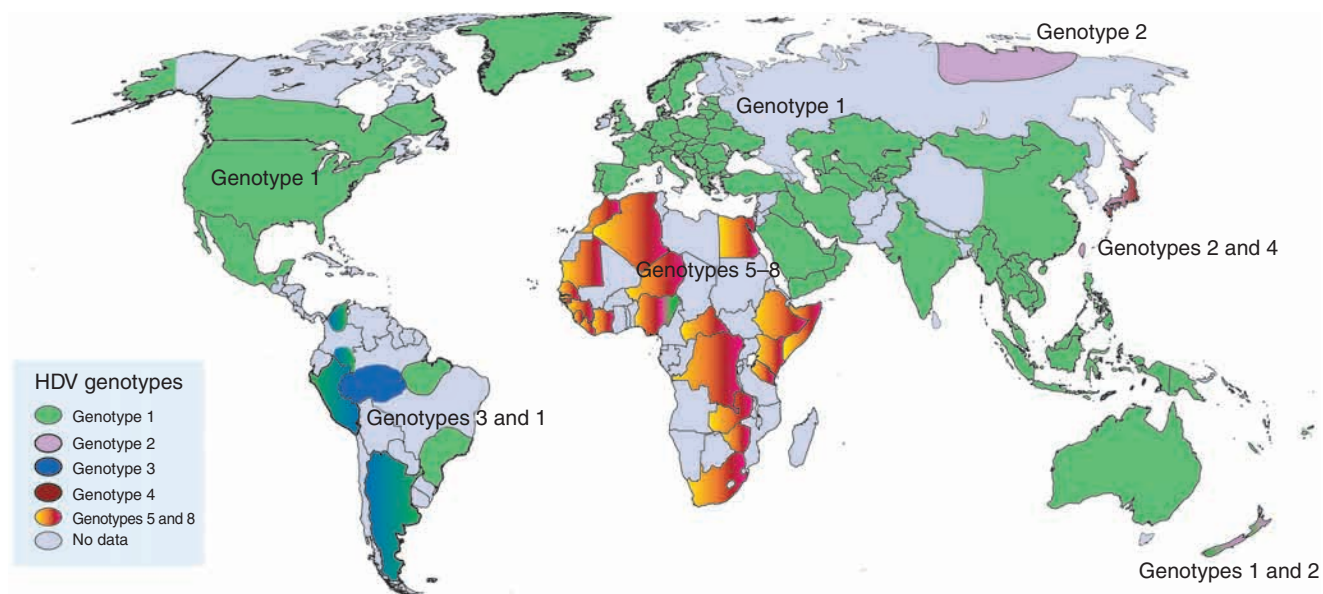 Genotype 2
Genotype 1
Genotype 1
Genotypes 2 and 4
Genotypes 5–8
Genotypes 3 and 1
Genotypes 1 and 2
HDV genotypes
Genotype 1
Genotype 2
Genotype 3
Genotype 4
Genotypes 5 and 8
No data